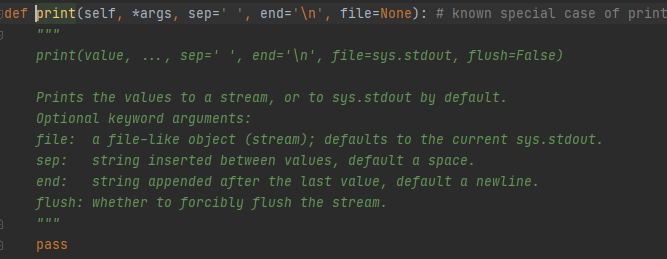 def print(self, *args, sep=' ', end='\n', file=None): # known special case of print
"""
print(value, ..., sep=' ', end='\n', file=sys.stdout, flush=False)
Prints the values to a stream, or to sys.stdout by default.
Optional keyword arguments:
file:  a file-like object (stream); defaults to the current sys.stdout.
sep:   string inserted between values, default a space.
end:   string appended after the last value, default a newline.
flush: whether to forcibly flush the stream.
"""
pass